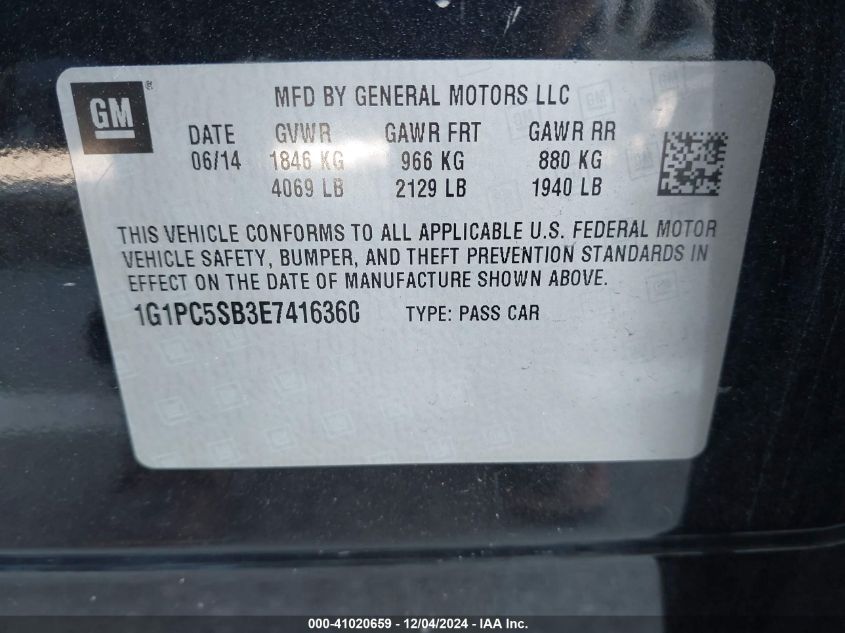 GM
®
MFD BY GENERAL MOTORS LLC
DATE GVWR GAWR FRT GAWR RR
06/14 1846 KG 966 KG 880 KG
4069 LB 2129 LB 1940 LB
THIS VEHICLE CONFORMS TO ALL APPLICABLE U.S. FEDERAL MOTOR
VEHICLE SAFETY, BUMPER, AND THEFT PREVENTION STANDARDS IN
EFFECT ON THE DATE OF MANUFACTURE SHOWN ABOVE.
1G1PC5SB3E7416360 TYPE: PASS CAR
000-41020659 - 12/04/2024 - IAA Inc.